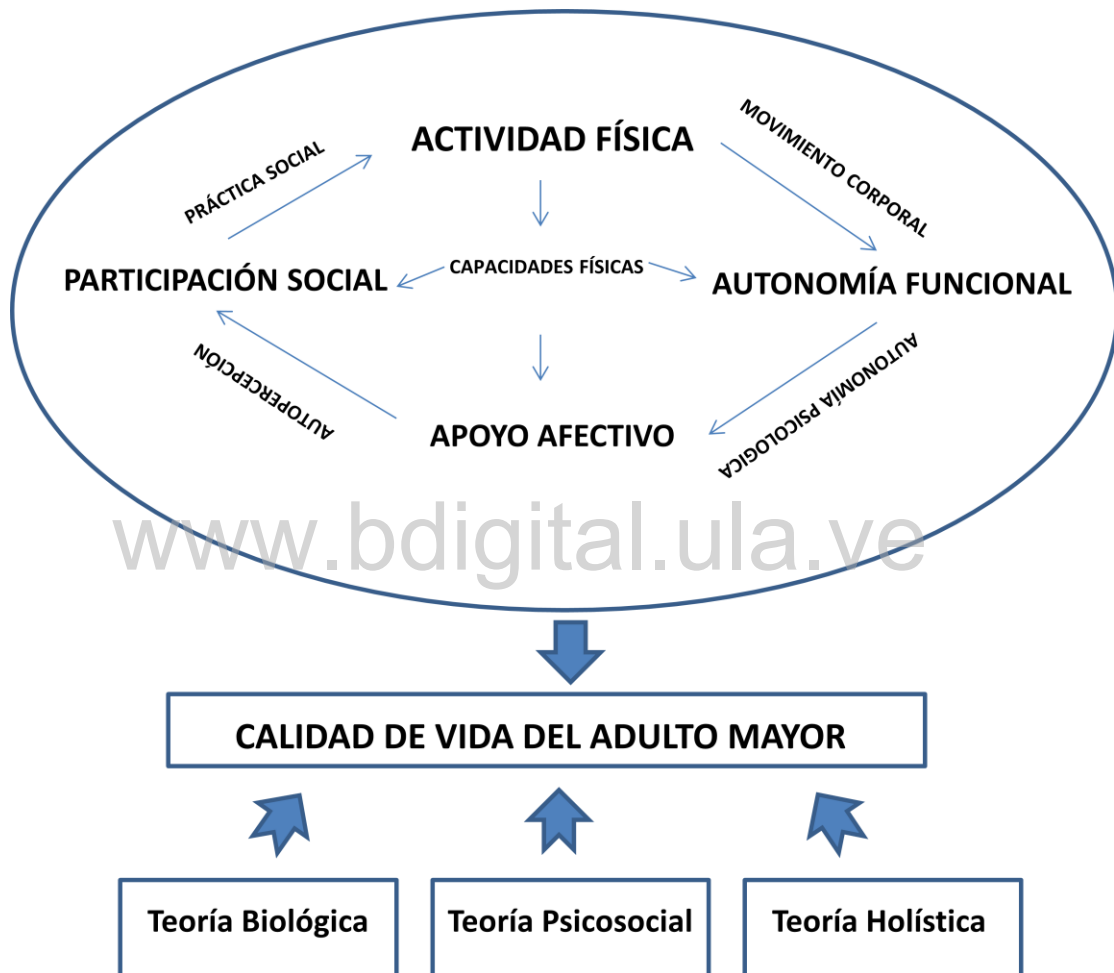 ACTIVIDAD FÍSICA
MOVIMIENTO CORPORAL
PRÁCTICA SOCIAL
PARTICIPACIÓN SOCIAL
CAPACIDADES FÍSICAS
AUTONOMÍA FUNCIONAL
AUTOPERCEPCIÓN
AUTONOMÍA PSICOLOGICA
APOYO AFECTIVO
www.bdigital.ula.ve
CALIDAD DE VIDA DEL ADULTO MAYOR
Teoría Biológica
Teoría Psicosocial
Teoría Holística